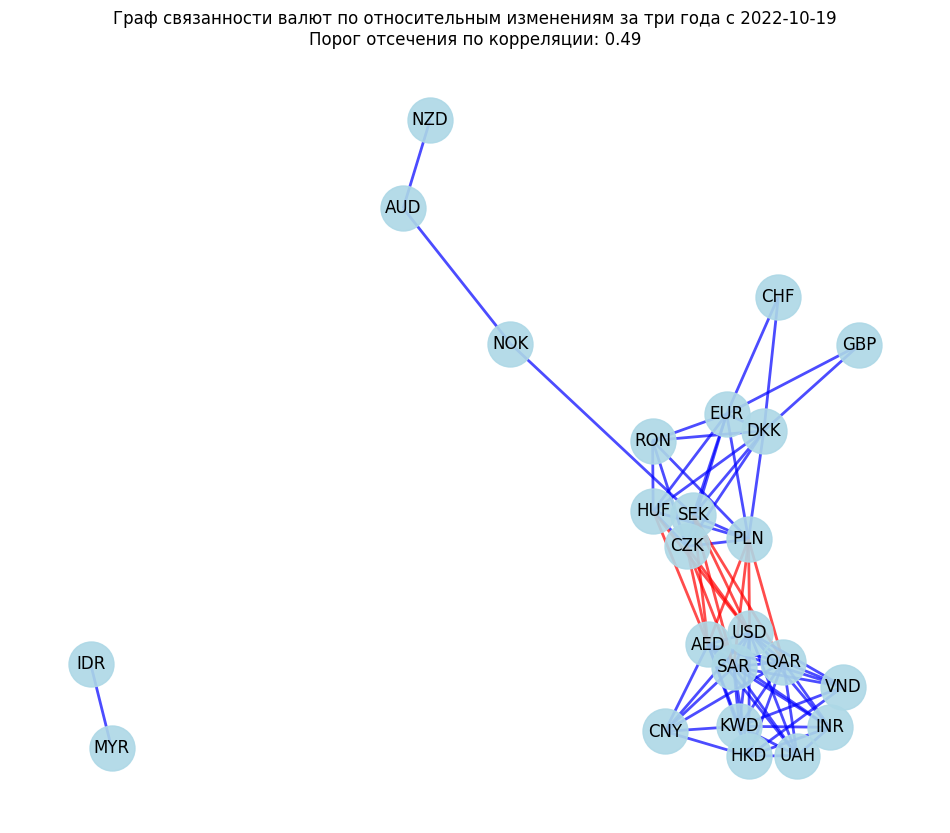 Граф связанности валют по относительным изменениям за три года с 2022-10-19
Порог отсечения по корреляции: 0.49
NZD
AUD
CHF
NOK
GBP
EUR
DKK
RON
HUF
SEK
PLN
CZK
USD
AED
QAR
IDR
SAR
VND
KWD
INR
CNY
MYR
HKD
UAH